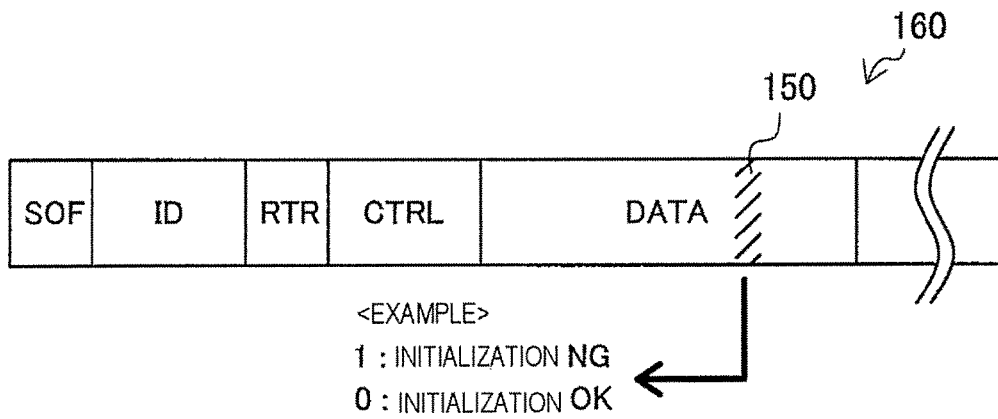 160
150
SOF ID RTR CTRL DATA
<EXAMPLE>
1 : INITIALIZATION NG
0 : INITIALIZATION OK